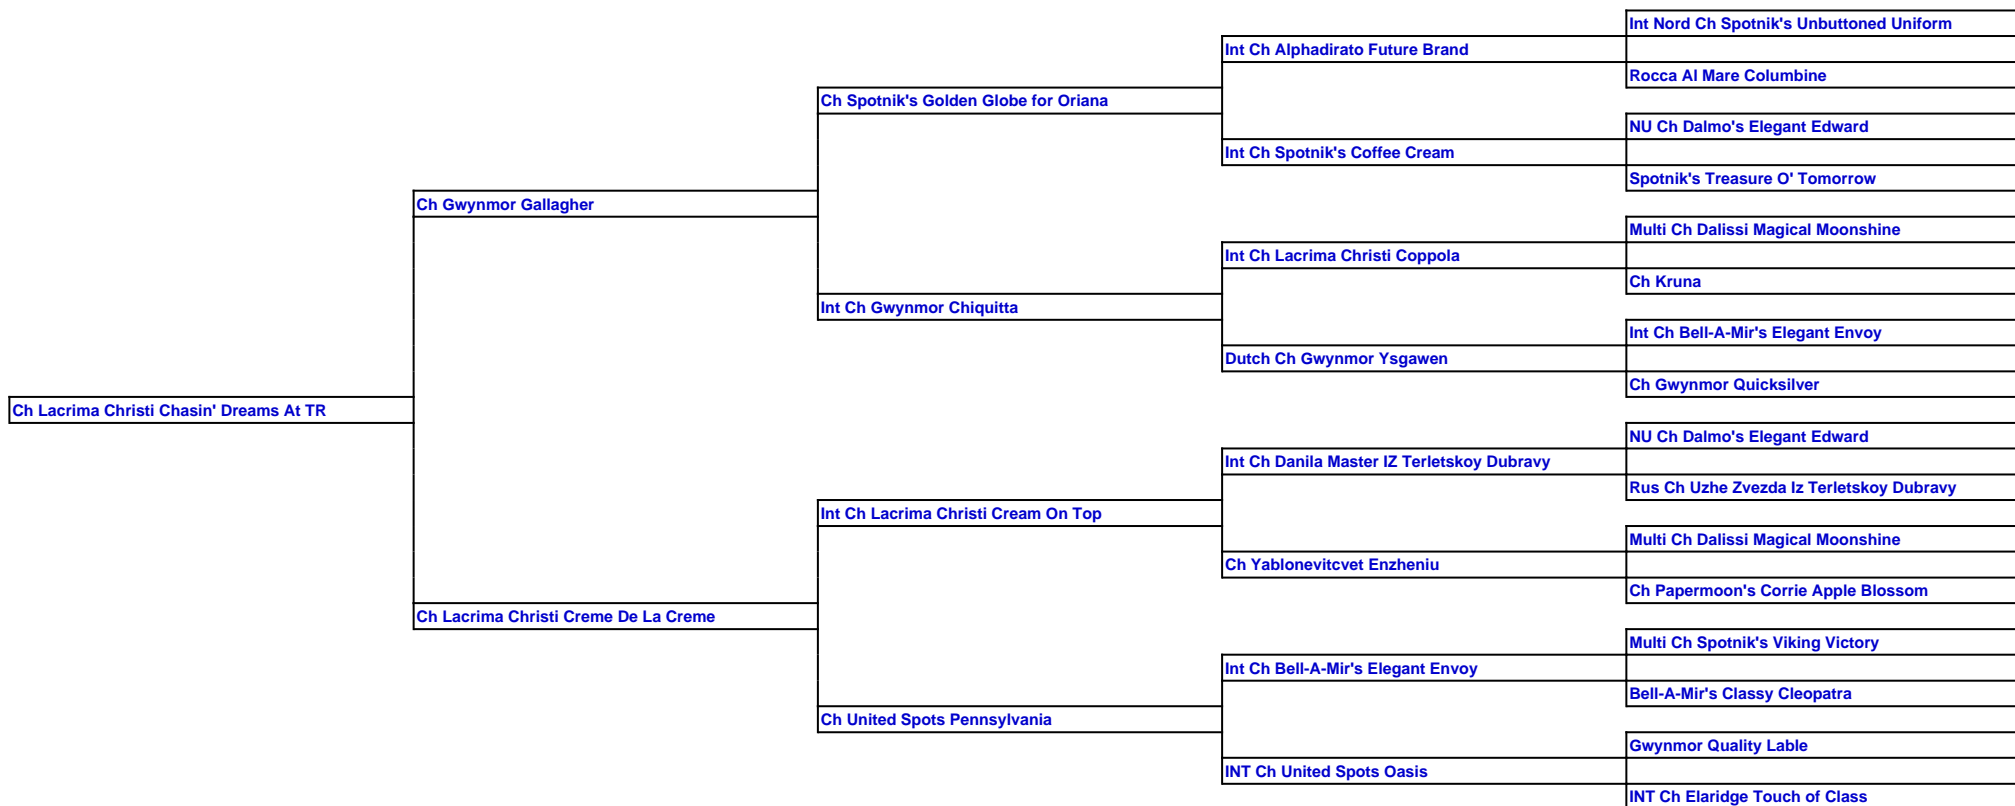 Int Nord Ch Spotnik's Unbuttoned Uniform
Int Ch Alphadirato Future Brand
Rocca Al Mare Columbine
Ch Spotnik's Golden Globe for Oriana
NU Ch Dalmo's Elegant Edward
Int Ch Spotnik's Coffee Cream
Spotnik's Treasure O' Tomorrow
Ch Gwynmor Gallagher
Multi Ch Dalissi Magical Moonshine
Int Ch Lacrima Christi Coppola
Ch Kruna
Int Ch Gwynmor Chiquitta
Int Ch Bell-A-Mir's Elegant Envoy
Dutch Ch Gwynmor Ysgawen
Ch Gwynmor Quicksilver
Ch Lacrima Christi Chasin' Dreams At TR
NU Ch Dalmo's Elegant Edward
Int Ch Danila Master IZ Terletskoy Dubravy
Rus Ch Uzhe Zvezda Iz Terletskoy Dubravy
Int Ch Lacrima Christi Cream On Top
Multi Ch Dalissi Magical Moonshine
Ch Yablonevitcvet Enzheniu
Ch Papermoon's Corrie Apple Blossom
Ch Lacrima Christi Creme De La Creme
Multi Ch Spotnik's Viking Victory
Int Ch Bell-A-Mir's Elegant Envoy
Bell-A-Mir's Classy Cleopatra
Ch United Spots Pennsylvania
Gwynmor Quality Lable
INT Ch United Spots Oasis
INT Ch Elaridge Touch of Class